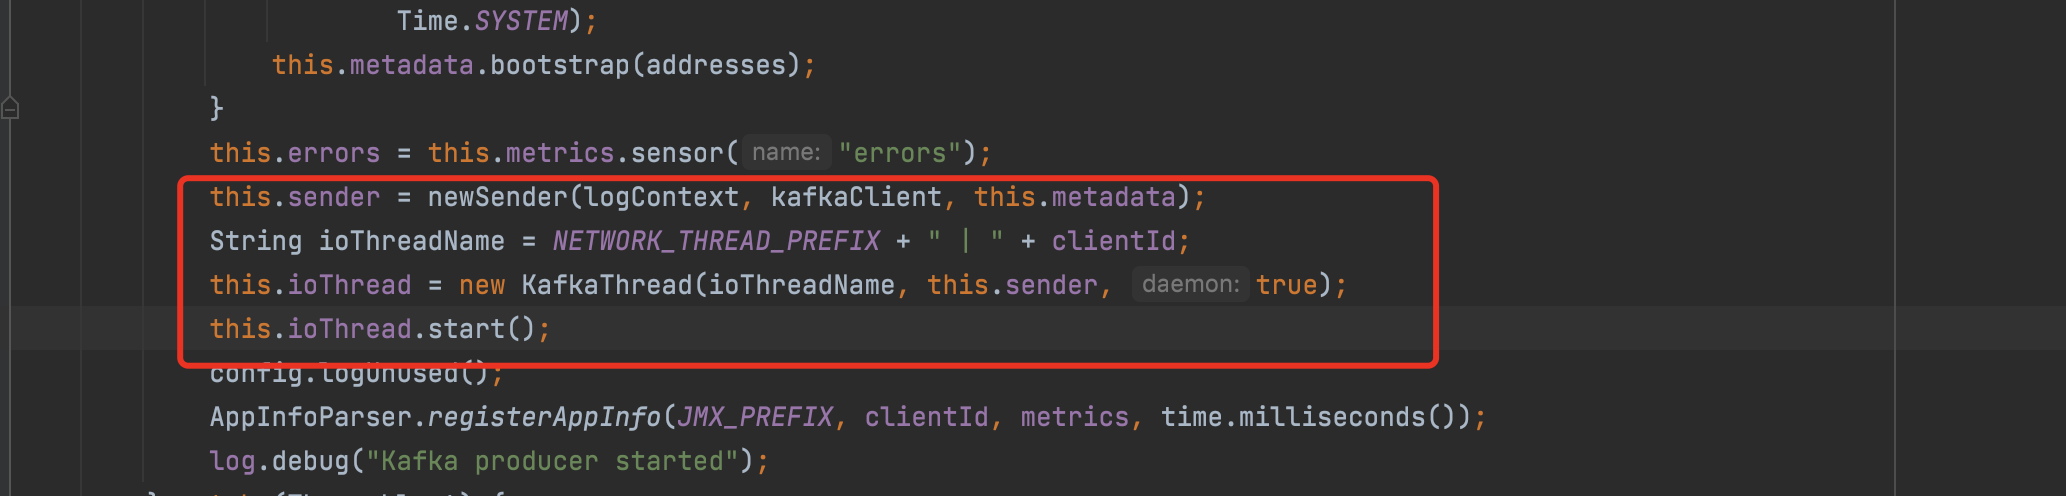 Time.SYSTEM);
this.metadata.bootstrap(addresses);
}
this.errors = this.metrics.sensor( name: "errors");
this.sender = newSender(logContext, kafkaClient, this.metadata);
String ioThreadName = NETWORK_THREAD_PREFIX + " | " + clientId;
this.ioThread = new KafkaThread(ioThreadName, this.sender, daemon: true);
this.ioThread.start();
config.logUnused();
AppInfoParser.registerAppInfo(JMX_PREFIX, clientId, metrics, time.milliseconds());
log.debug("Kafka producer started");